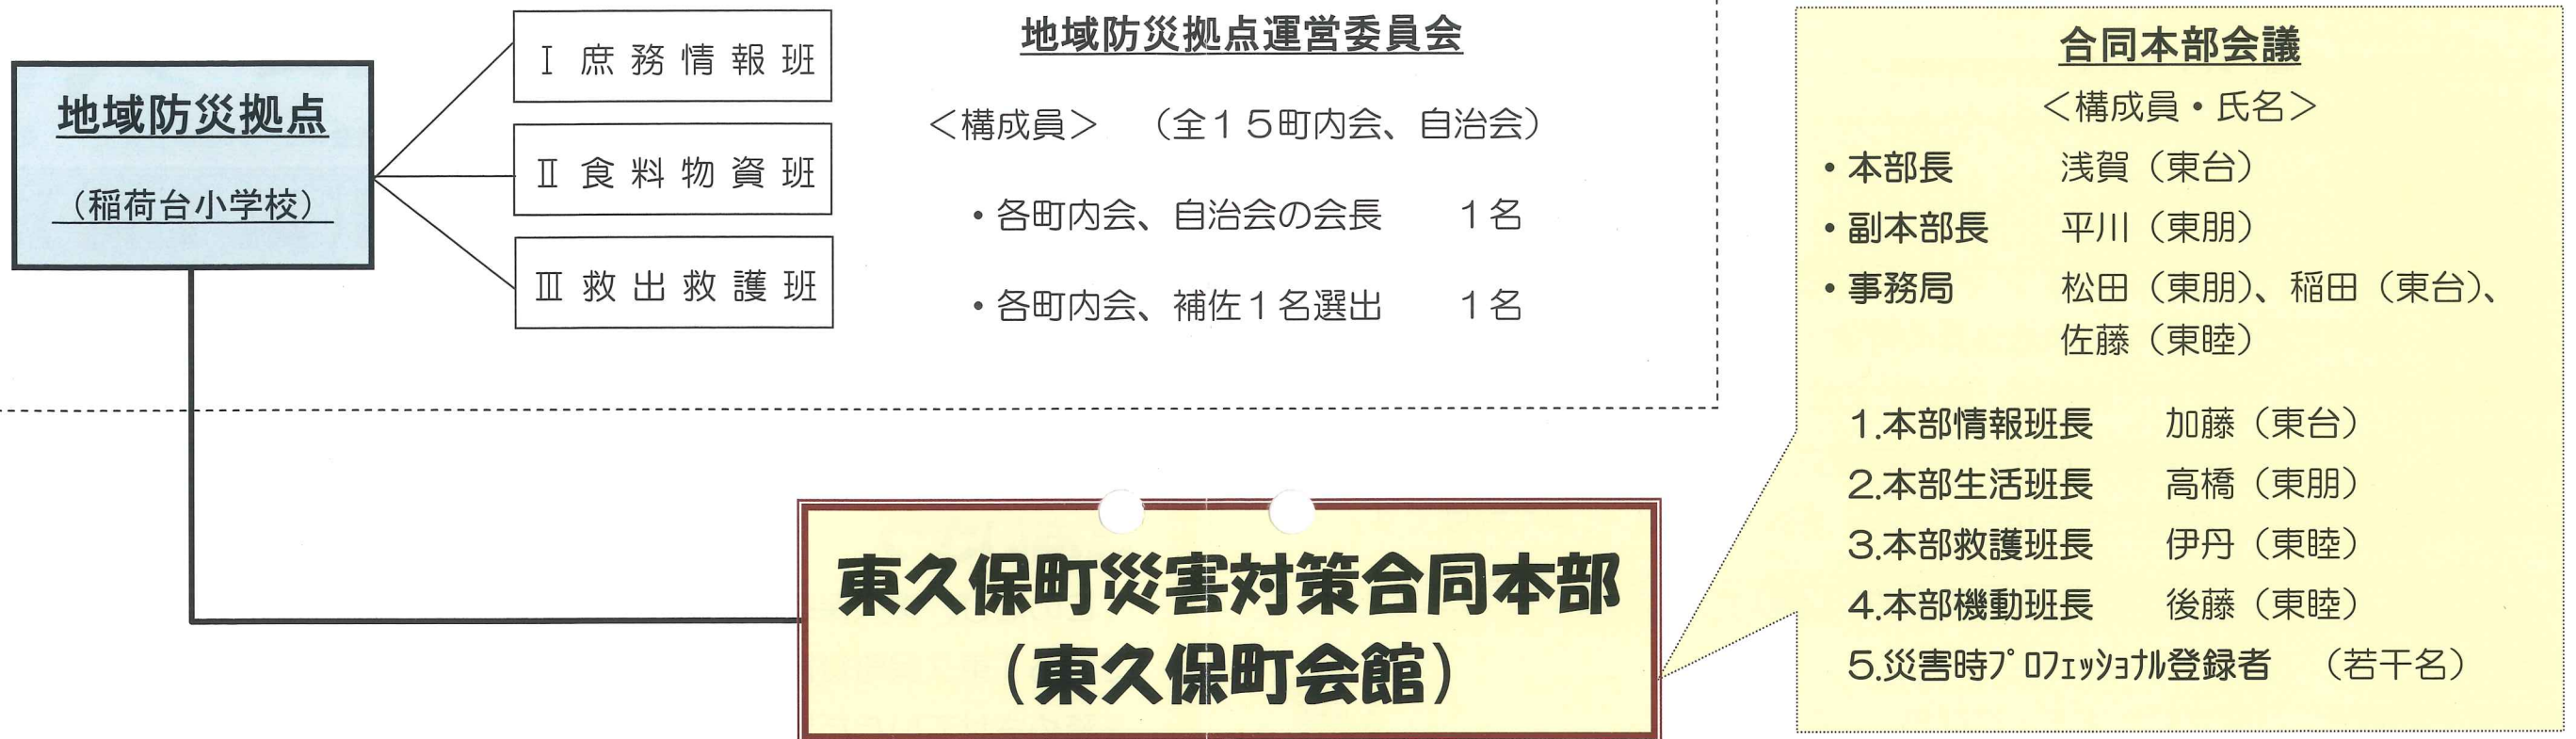 地域防災拠点
（稲荷台小学校）
Ⅰ 庶務情報班
Ⅱ 食料物資班
Ⅲ 救出救護班
地域防災拠点運営委員会
＜構成員＞　（全１５町内会、自治会）
・各町内会、自治会の会長　　１名
・各町内会、補佐１名選出　　１名
東久保町災害対策合同本部
（東久保町会館）
合同本部会議
＜構成員・氏名＞
・本部長　　　浅賀（東台）
・副本部長　　平川（東朋）
・事務局　　　松田（東朋）、稲田（東台）、
佐藤（東睦）
１.本部情報班長　　加藤（東台）
２.本部生活班長　　高橋（東朋）
３.本部救護班長　　伊丹（東睦）
４.本部機動班長　　後藤（東睦）
５.災害時ﾌﾟﾛﾌｪｯｼｮﾅﾙ登録者　（若干名）